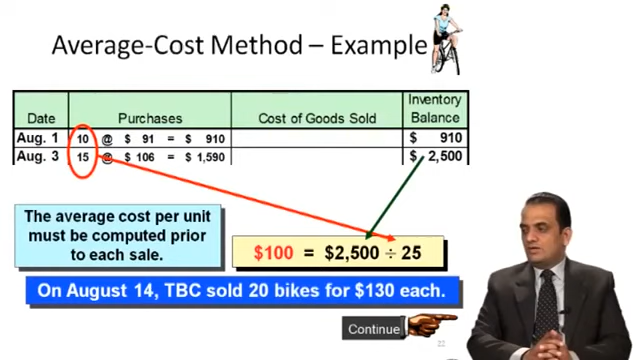 Average-Cost Method – Example
Date Purchases Cost of Goods Sold Inventory Balance
Aug. 1 10 @ $ 91 = $ 910 $ 910
Aug. 3 15 @ $ 106 = $ 1,590 $ 2,500
The average cost per unit
must be computed prior
to each sale.
$100 = $2,500 ÷ 25
On August 14, TBC sold 20 bikes for $130 each.
Continue
22